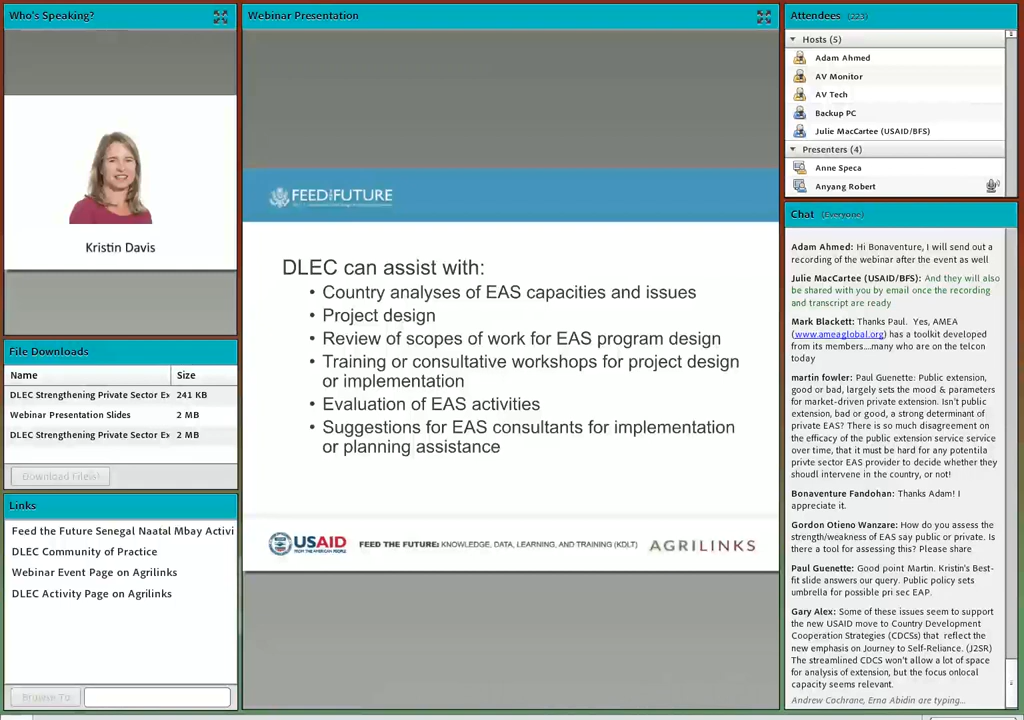 Who's Speaking?
Kristin Davis
File Downloads
Name Size
DLEC Strengthening Private Sector Ex 241 KB
Webinar Presentation Slides 2 MB
DLEC Strengthening Private Sector Ex 2 MB
Download File(s)
Links
Feed the Future Senegal Naatal Mbay Activi
DLEC Community of Practice
Webinar Event Page on Agrilinks
DLEC Activity Page on Agrilinks
Browse To
Webinar Presentation
FEED THE FUTURE
DLEC can assist with:
• Country analyses of EAS capacities and issues
• Project design
• Review of scopes of work for EAS program design
• Training or consultative workshops for project design
or implementation
• Evaluation of EAS activities
• Suggestions for EAS consultants for implementation
or planning assistance
USAID
FROM THE AMERICAN PEOPLE
FEED THE FUTURE: KNOWLEDGE, DATA, LEARNING, AND TRAINING (KDLT)
AGRILINKS
Attendees (223)
Hosts (5)
Adam Ahmed
AV Monitor
AV Tech
Backup PC
Julie MacCartee (USAID/BFS)
Presenters (4)
Anne Speca
Anyang Robert
Chat (Everyone)
Adam Ahmed: Hi Bonaventure, I will send out a
recording of the webinar after the event as well
Julie MacCartee (USAID/BFS): And they will also
be shared with you by email once the recording
and transcript are ready
Mark Blackett: Thanks Paul. Yes, AMEA
(www.ameaglobal.org) has a toolkit developed
from its members....many who are on the telcon
today
martin fowler: Paul Guenette: Public extension,
good or bad, largely sets the mood & parameters
for market-driven private extension. Isn't public
extension, bad or good, a strong determinant of
private EAS? There is so much disagreement on
the efficacy of the public extension service service
over time, that it must be hard for any potentila
privte sector EAS provider to decide whether they
shoudl intervene in the country, or not!
Bonaventure Fandohan: Thanks Adam! I
appreciate it.
Gordon Otieno Wanzare: How do you assess the
strength/weakness of EAS say public or private. Is
there a tool for assessing this? Please share
Paul Guenette: Good point Martin. Kristin's Best-
fit slide answers our query. Public policy sets
umbrella for possible pri sec EAP.
Gary Alex: Some of these issues seem to support
the new USAID move to Country Development
Cooperation Strategies (CDCSs) that reflect the
new emphasis on Journey to Self-Reliance. (J2SR)
The streamlined CDCS won't allow a lot of space
for analysis of extension, but the focus onlocal
capacity seems relevant.
Andrew Cochrane, Erna Abidin are typing...